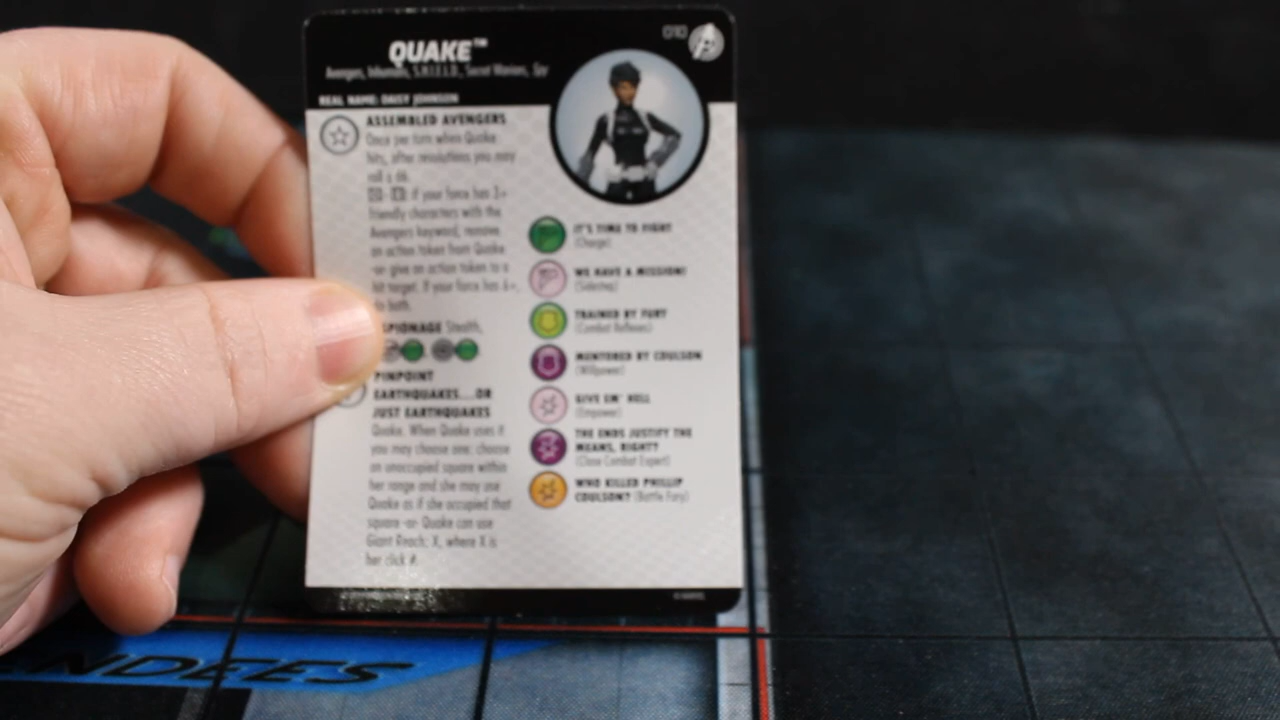 QUAKE™
010
Avengers, Inhumans, S.H.I.E.L.D., Secret Warriors, Spy
REAL NAME: DAISY JOHNSON
ASSEMBLED AVENGERS
Once per turn when Quake
hits, after resolutions you may
roll a d6.
If your force has 3+
friendly characters with the
Avengers keyword, remove
an action token from Quake
-or- give an action token to a
hit target. If your force has 6+,
do both.
SPIONAGE Stealth,
PINPOINT
EARTHQUAKES...OR
JUST EARTHQUAKES
Quake. When Quake uses it
you may choose one: choose
an unoccupied square within
her range and she may use
Quake as if she occupied that
square -or- Quake can use
Giant Reach: X, where X is
her click #.
IT'S TIME TO FIGHT
(Charge)
WE HAVE A MISSION!
(Sidestep)
TRAINED BY FURY
(Combat Reflexes)
MENTORED BY COULSON
(Willpower)
GIVE EM' HELL
(Empower)
THE ENDS JUSTIFY THE
MEANS, RIGHT?
(Close Combat Expert)
WHO KILLED PHILLIP
COULSON? (Battle Fury)
©MARVEL
NDEES